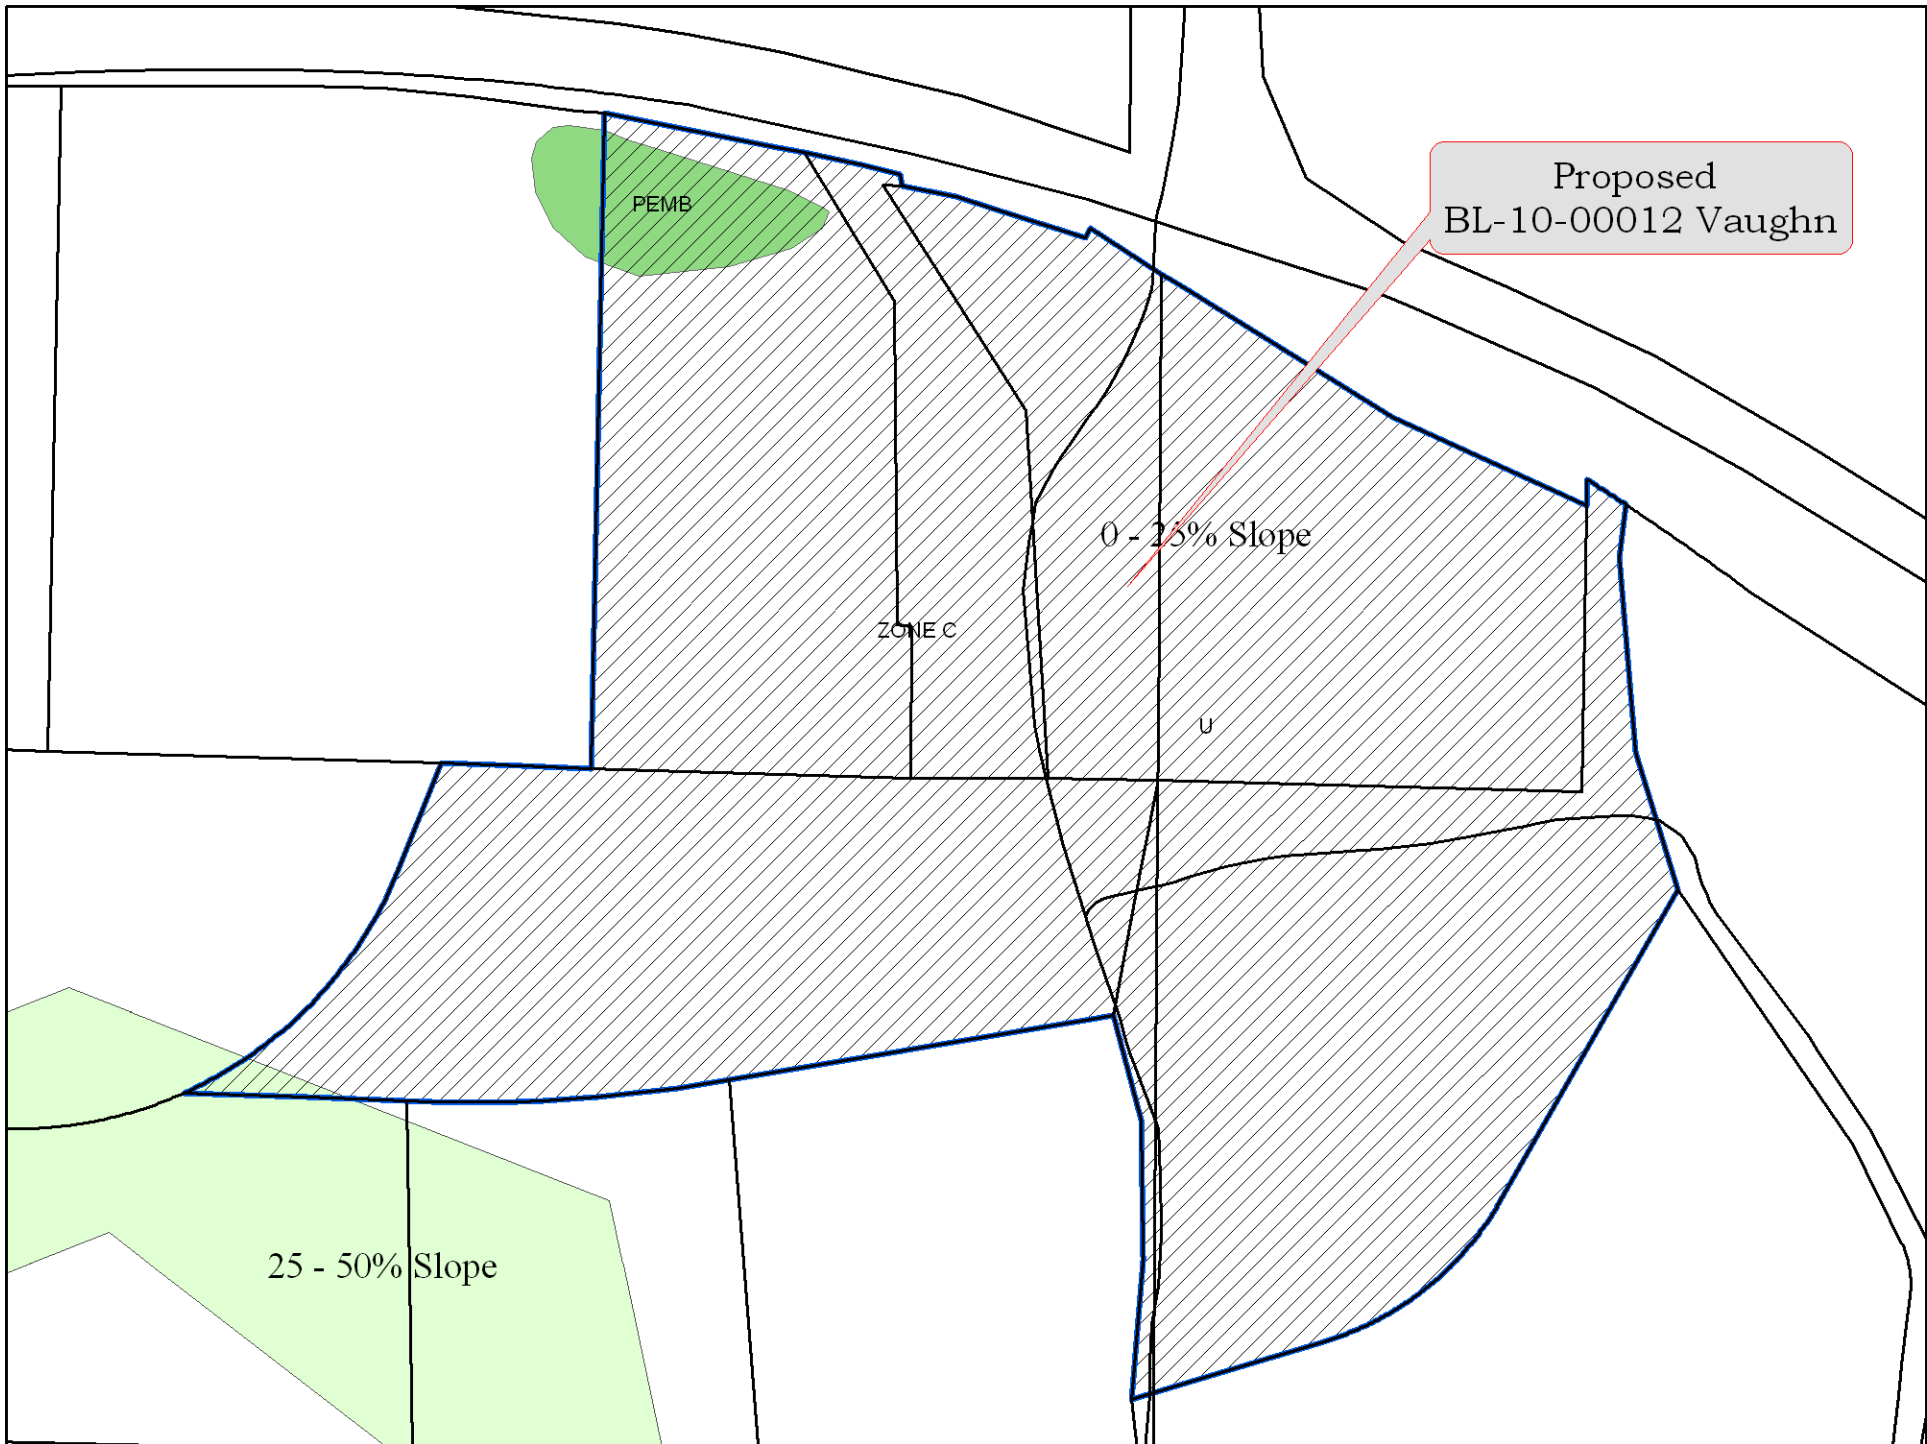 Proposed
BL-10-00012 Vaughn
PEMB
0 - 25% Slope
ZONE C
U
25 - 50% Slope